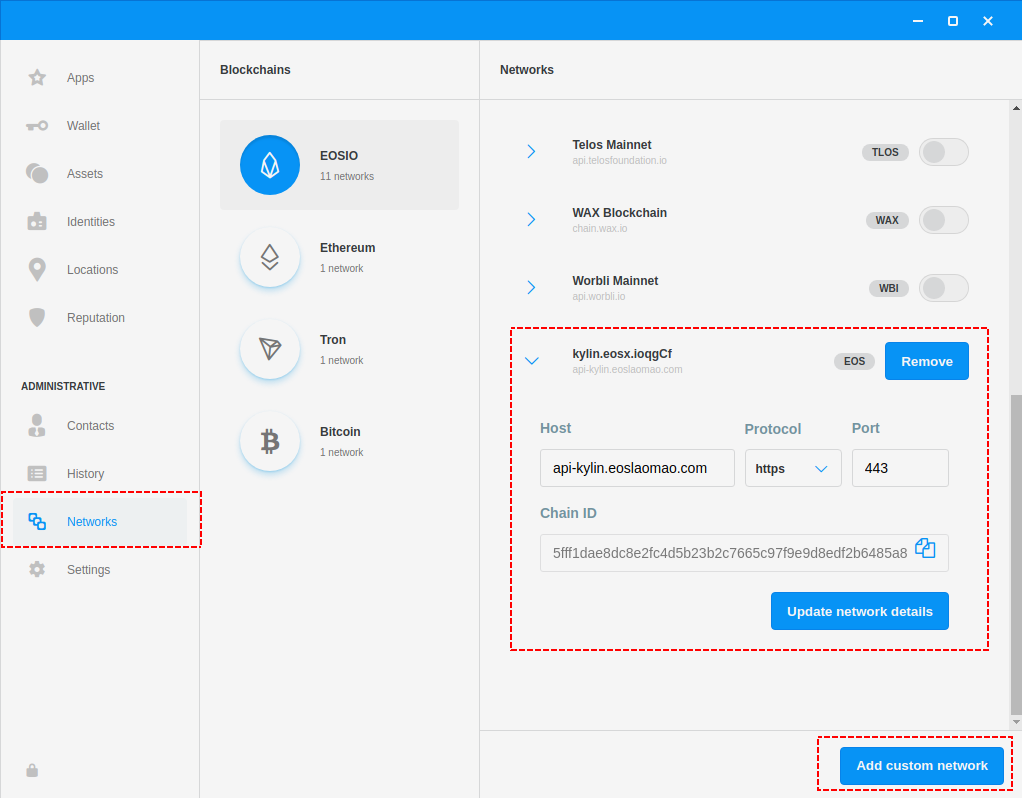 Apps
Wallet
Assets
Identities
Locations
Reputation
ADMINISTRATIVE
Contacts
History
Networks
Settings
Blockchains
EOSIO
11 networks
Ethereum
1 network
Tron
1 network
Bitcoin
1 network
Networks
Telos Mainnet
api.telosfoundation.io
TLOS
WAX Blockchain
chain.wax.io
WAX
Worbli Mainnet
api.worbli.io
WBI
kylin.eosx.ioqgCf
api-kylin.eoslaomao.com
EOS
Remove
Host
Protocol
Port
api-kylin.eoslaomao.com
https
443
Chain ID
5fff1dae8dc8e2fc4d5b23b2c7665c97f9e9d8edf2b6485a8
Update network details
Add custom network